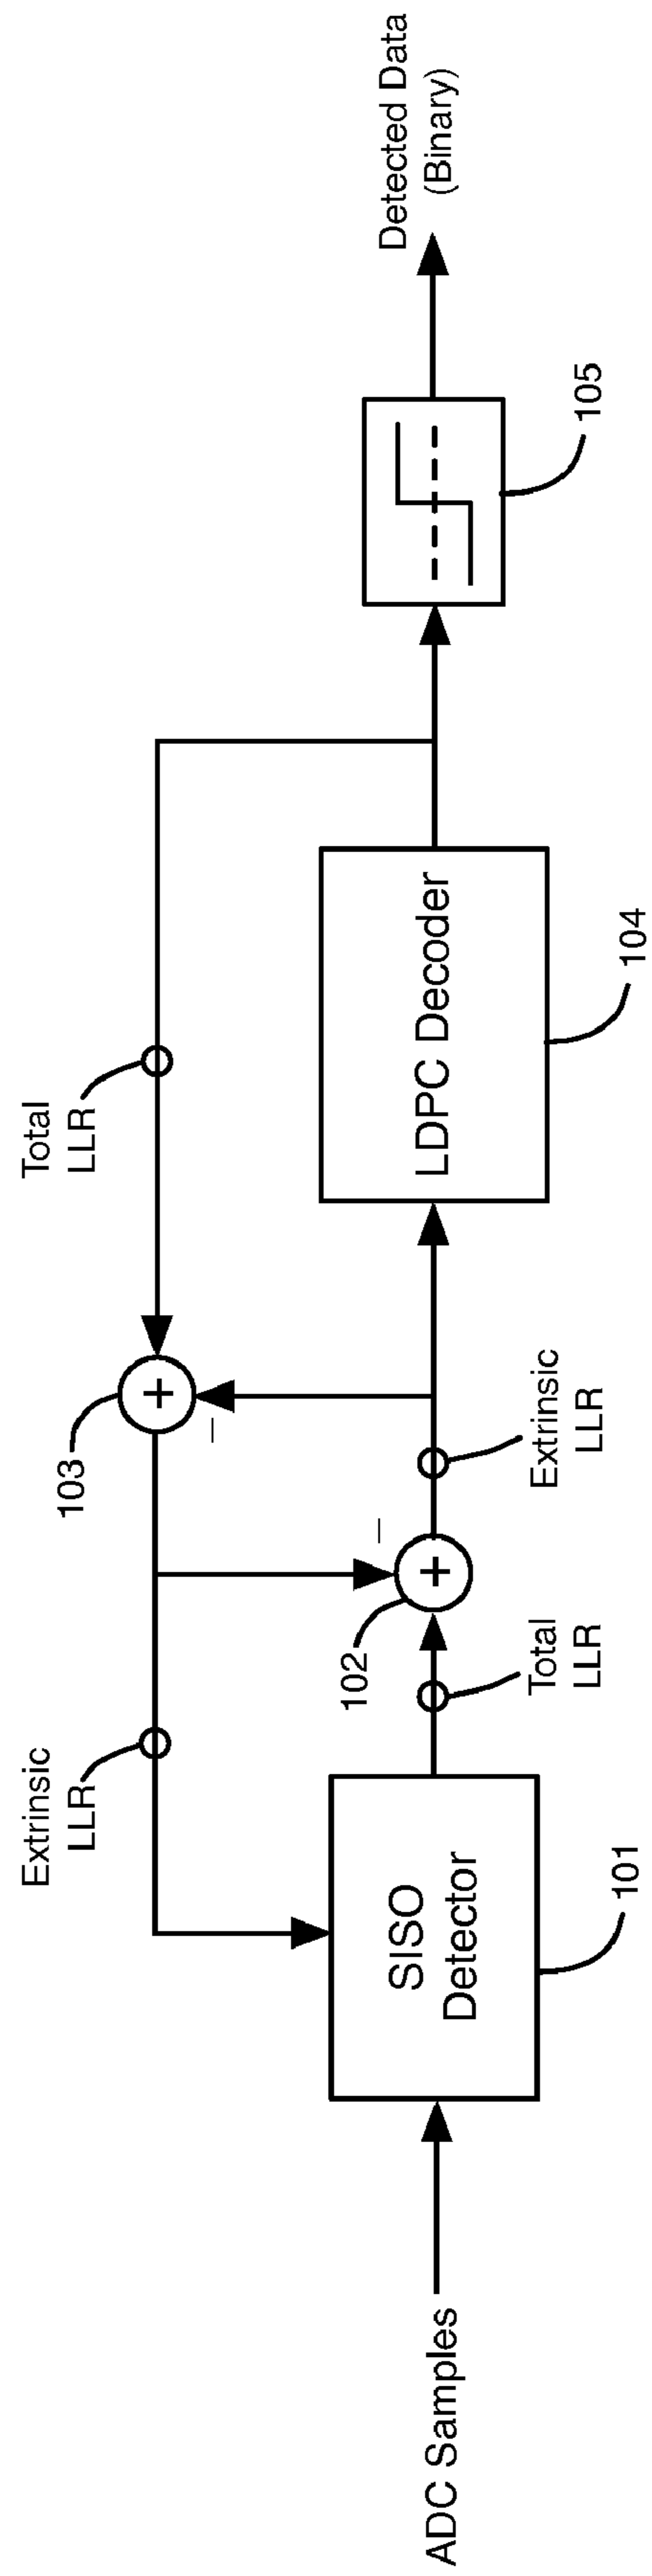 ADC Samples
SISO
Detector
101
Extrinsic
LLR
Total
LLR
102
+
−
Extrinsic
LLR
103
+
−
Total
LLR
LDPC Decoder
104
105
Detected Data
(Binary)